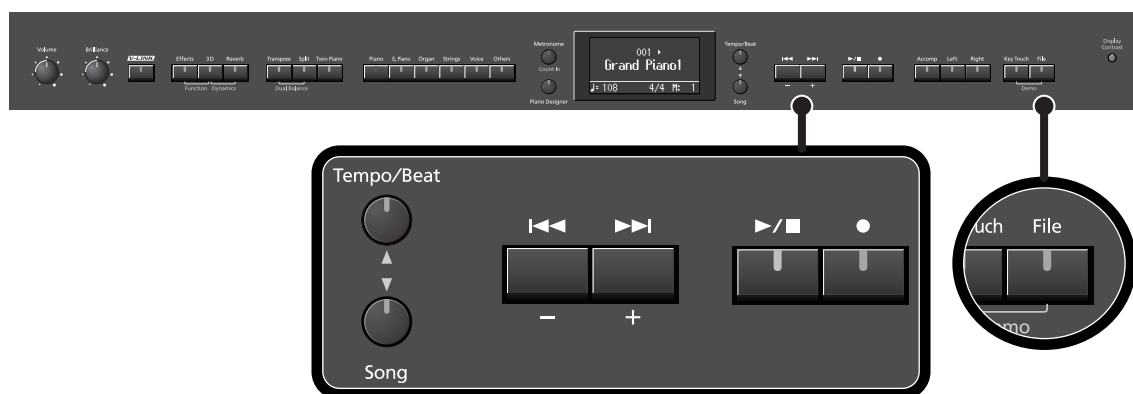 Volume
Brilliance
V-LINK
Effects 3D Reverb
Function Dynamics
Transpose Split Twin Piano
Dual Balance
Piano E. Piano Organ Strings Voice Others
Metronome
Count In
Piano Designer
001
Grand Piano1
♩= 108 4/4 M: 1
Tempo/Beat
Song
− +
Accomp Left Right
Key Touch File
Demo
Display
Contrast
Tempo/Beat
− +
Song
uch File
mo